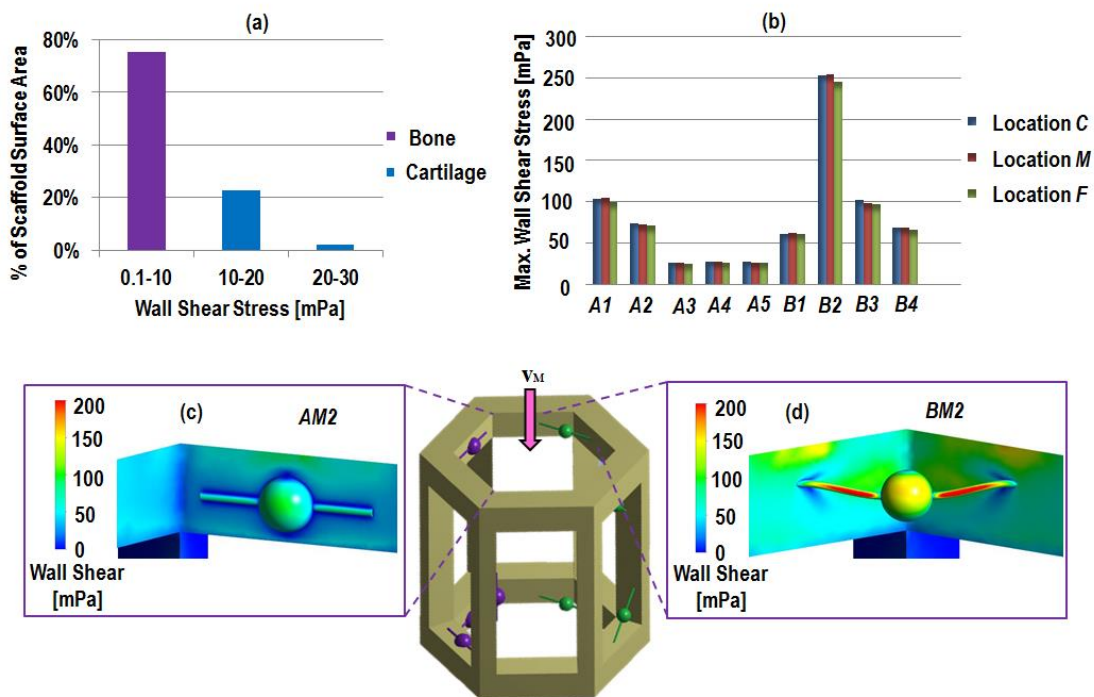 (a)
80%
60%
40%
20%
0%
% of Scaffold Surface Area
0.1-10 10-20 20-30
Wall Shear Stress [mPa]
Bone
Cartilage
(b)
300
250
200
150
100
50
0
Max. Wall Shear Stress [mPa]
A1 A2 A3 A4 A5 B1 B2 B3 B4
Location C
Location M
Location F
(c)
AM2
200
150
100
50
0
Wall Shear
[mPa]
vM
(d)
BM2
200
150
100
50
0
Wall Shear
[mPa]